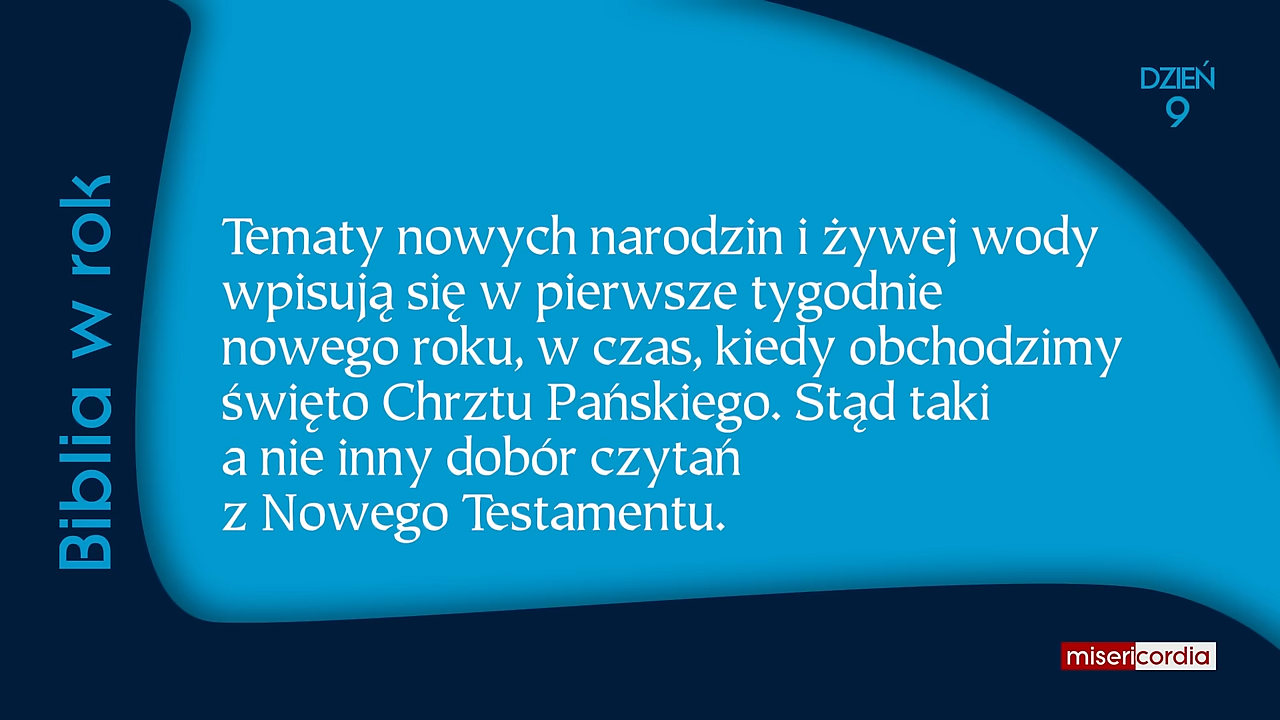 Biblia w rok
DZIEŃ
9
Tematy nowych narodzin i żywej wody
wpisują się w pierwsze tygodnie
nowego roku, w czas, kiedy obchodzimy
święto Chrztu Pańskiego. Stąd taki
a nie inny dobór czytań
z Nowego Testamentu.
misericordia